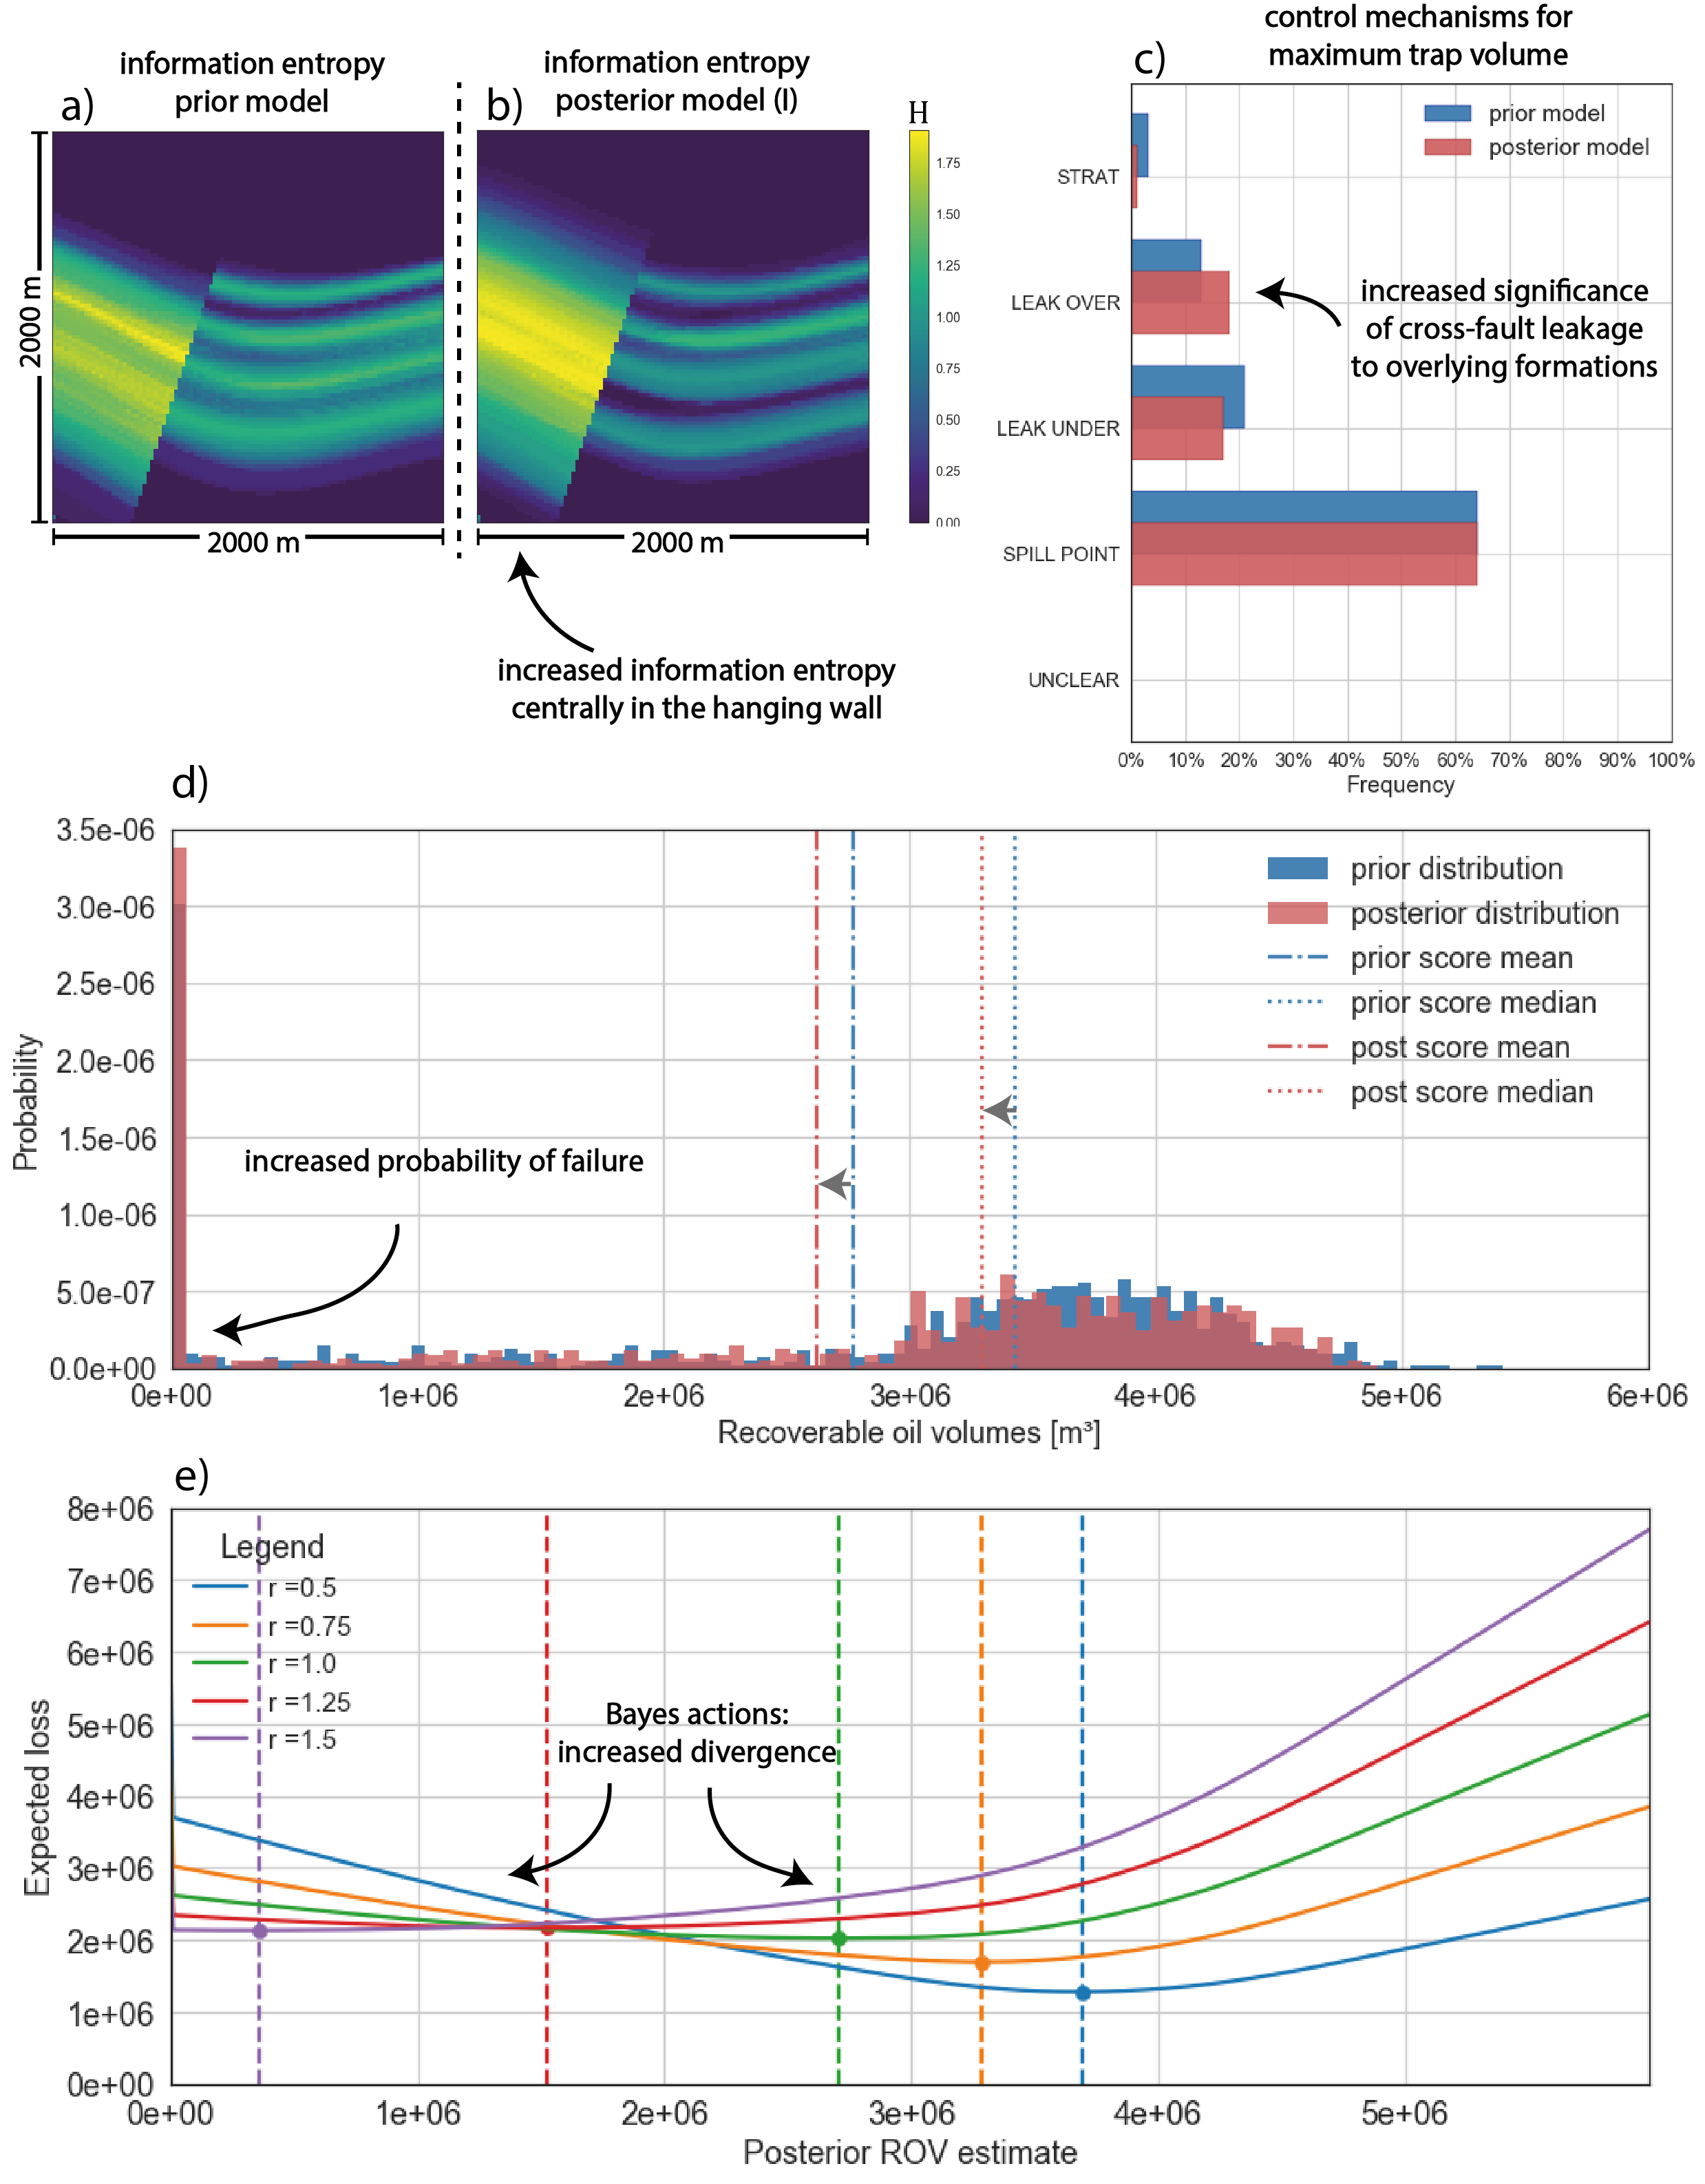 information entropy
prior model
a)
information entropy
posterior model (I)
b)
H
1.75
1.50
1.25
1.00
0.75
0.50
0.25
0.00
2000 m
2000 m
2000 m
increased information entropy
centrally in the hanging wall
control mechanisms for
maximum trap volume
c)
prior model
posterior model
STRAT
LEAK OVER
LEAK UNDER
SPILL POINT
UNCLEAR
increased significance
of cross-fault leakage
to overlying formations
0% 10% 20% 30% 40% 50% 60% 70% 80% 90% 100%
Frequency
d)
3.5e-06
3.0e-06
2.5e-06
2.0e-06
1.5e-06
1.0e-06
5.0e-07
0.0e+00
Probability
prior distribution
posterior distribution
prior score mean
prior score median
post score mean
post score median
increased probability of failure
0e+00 1e+06 2e+06 3e+06 4e+06 5e+06 6e+06
Recoverable oil volumes [m³]
e)
8e+06
7e+06
6e+06
5e+06
4e+06
3e+06
2e+06
1e+06
0e+00
Expected loss
Legend
r =0.5
r =0.75
r =1.0
r =1.25
r =1.5
Bayes actions:
increased divergence
0e+00 1e+06 2e+06 3e+06 4e+06 5e+06
Posterior ROV estimate